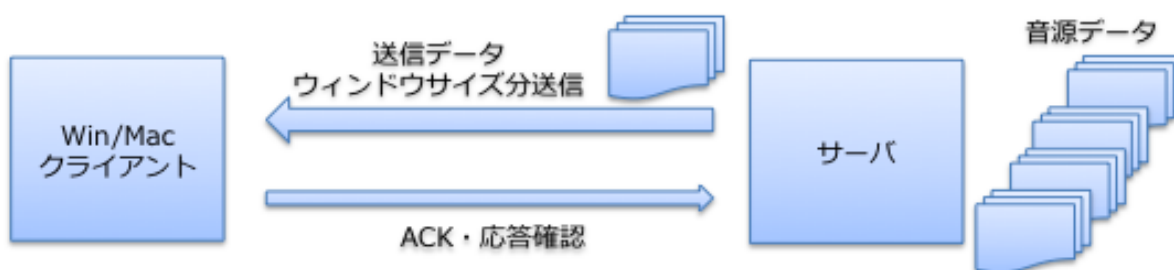 送信データ
ウィンドウサイズ分送信
音源データ
Win/Mac
クライアント
サーバ
ACK・応答確認